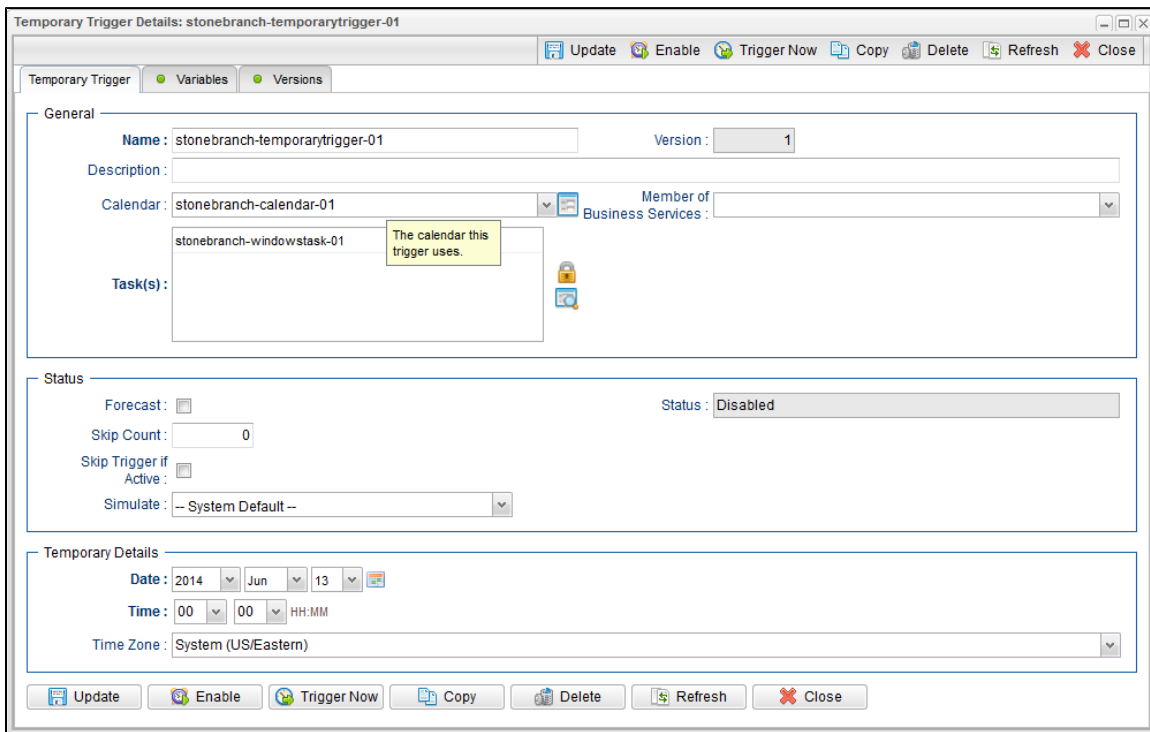 Temporary Trigger Details: stonebranch-temporarytrigger-01
Update Enable Trigger Now Copy Delete Refresh Close
Temporary Trigger Variables Versions
General
Name : stonebranch-temporarytrigger-01 Version : 1
Description :
Calendar : stonebranch-calendar-01 Member of Business Services :
The calendar this
trigger uses.
Task(s) : stonebranch-windowstask-01
Status
Forecast : Status : Disabled
Skip Count : 0
Skip Trigger if
Active :
Simulate : -- System Default --
Temporary Details
Date : 2014 Jun 13
Time : 00 00 HH:MM
Time Zone : System (US/Eastern)
Update Enable Trigger Now Copy Delete Refresh Close